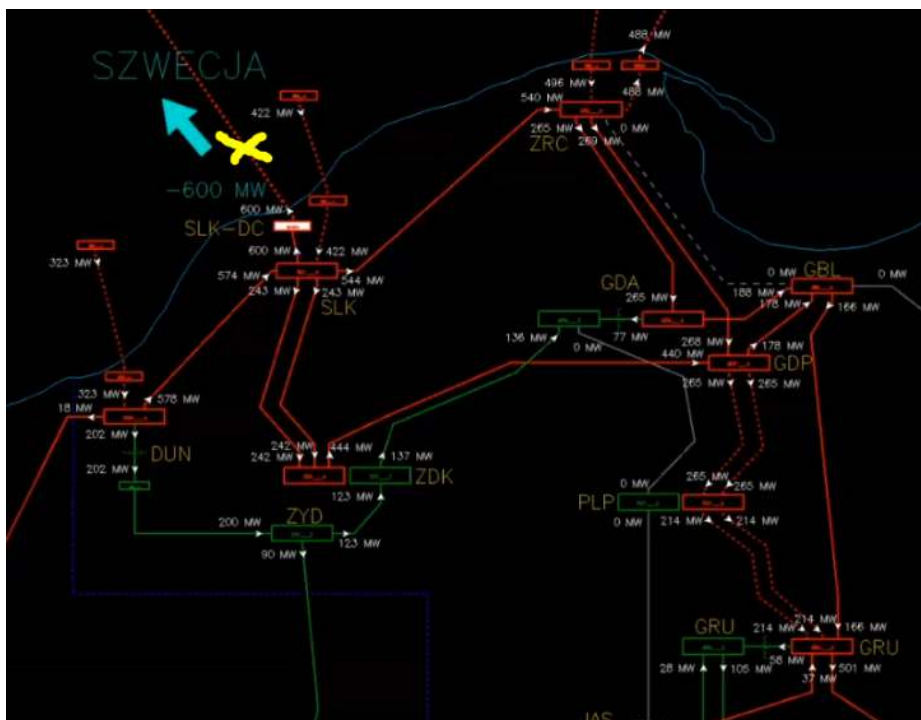 488 MW
SZWECJA
496 MW
488 MW
422 MW
540 MW
0 MW
265 MW
269 MW
ZRC
-600 MW
600 MW
SLK-DC
600 MW
422 MW
323 MW
574 MW
544 MW
0 MW
GBL
0 MW
243 MW
243 MW
SLK
GDA
265 MW
188 MW
178 MW
166 MW
136 MW
77 MW
0 MW
268 MW
178 MW
440 MW
GDP
323 MW
578 MW
265 MW
265 MW
18 MW
202 MW
DUN
202 MW
242 MW
444 MW
242 MW
137 MW
ZDK
123 MW
265 MW
265 MW
0 MW
PLP
0 MW
214 MW
214 MW
200 MW
ZYD
123 MW
90 MW
214 MW
214 MW
166 MW
GRU
58 MW
GRU
28 MW
105 MW
37 MW
501 MW
JAS